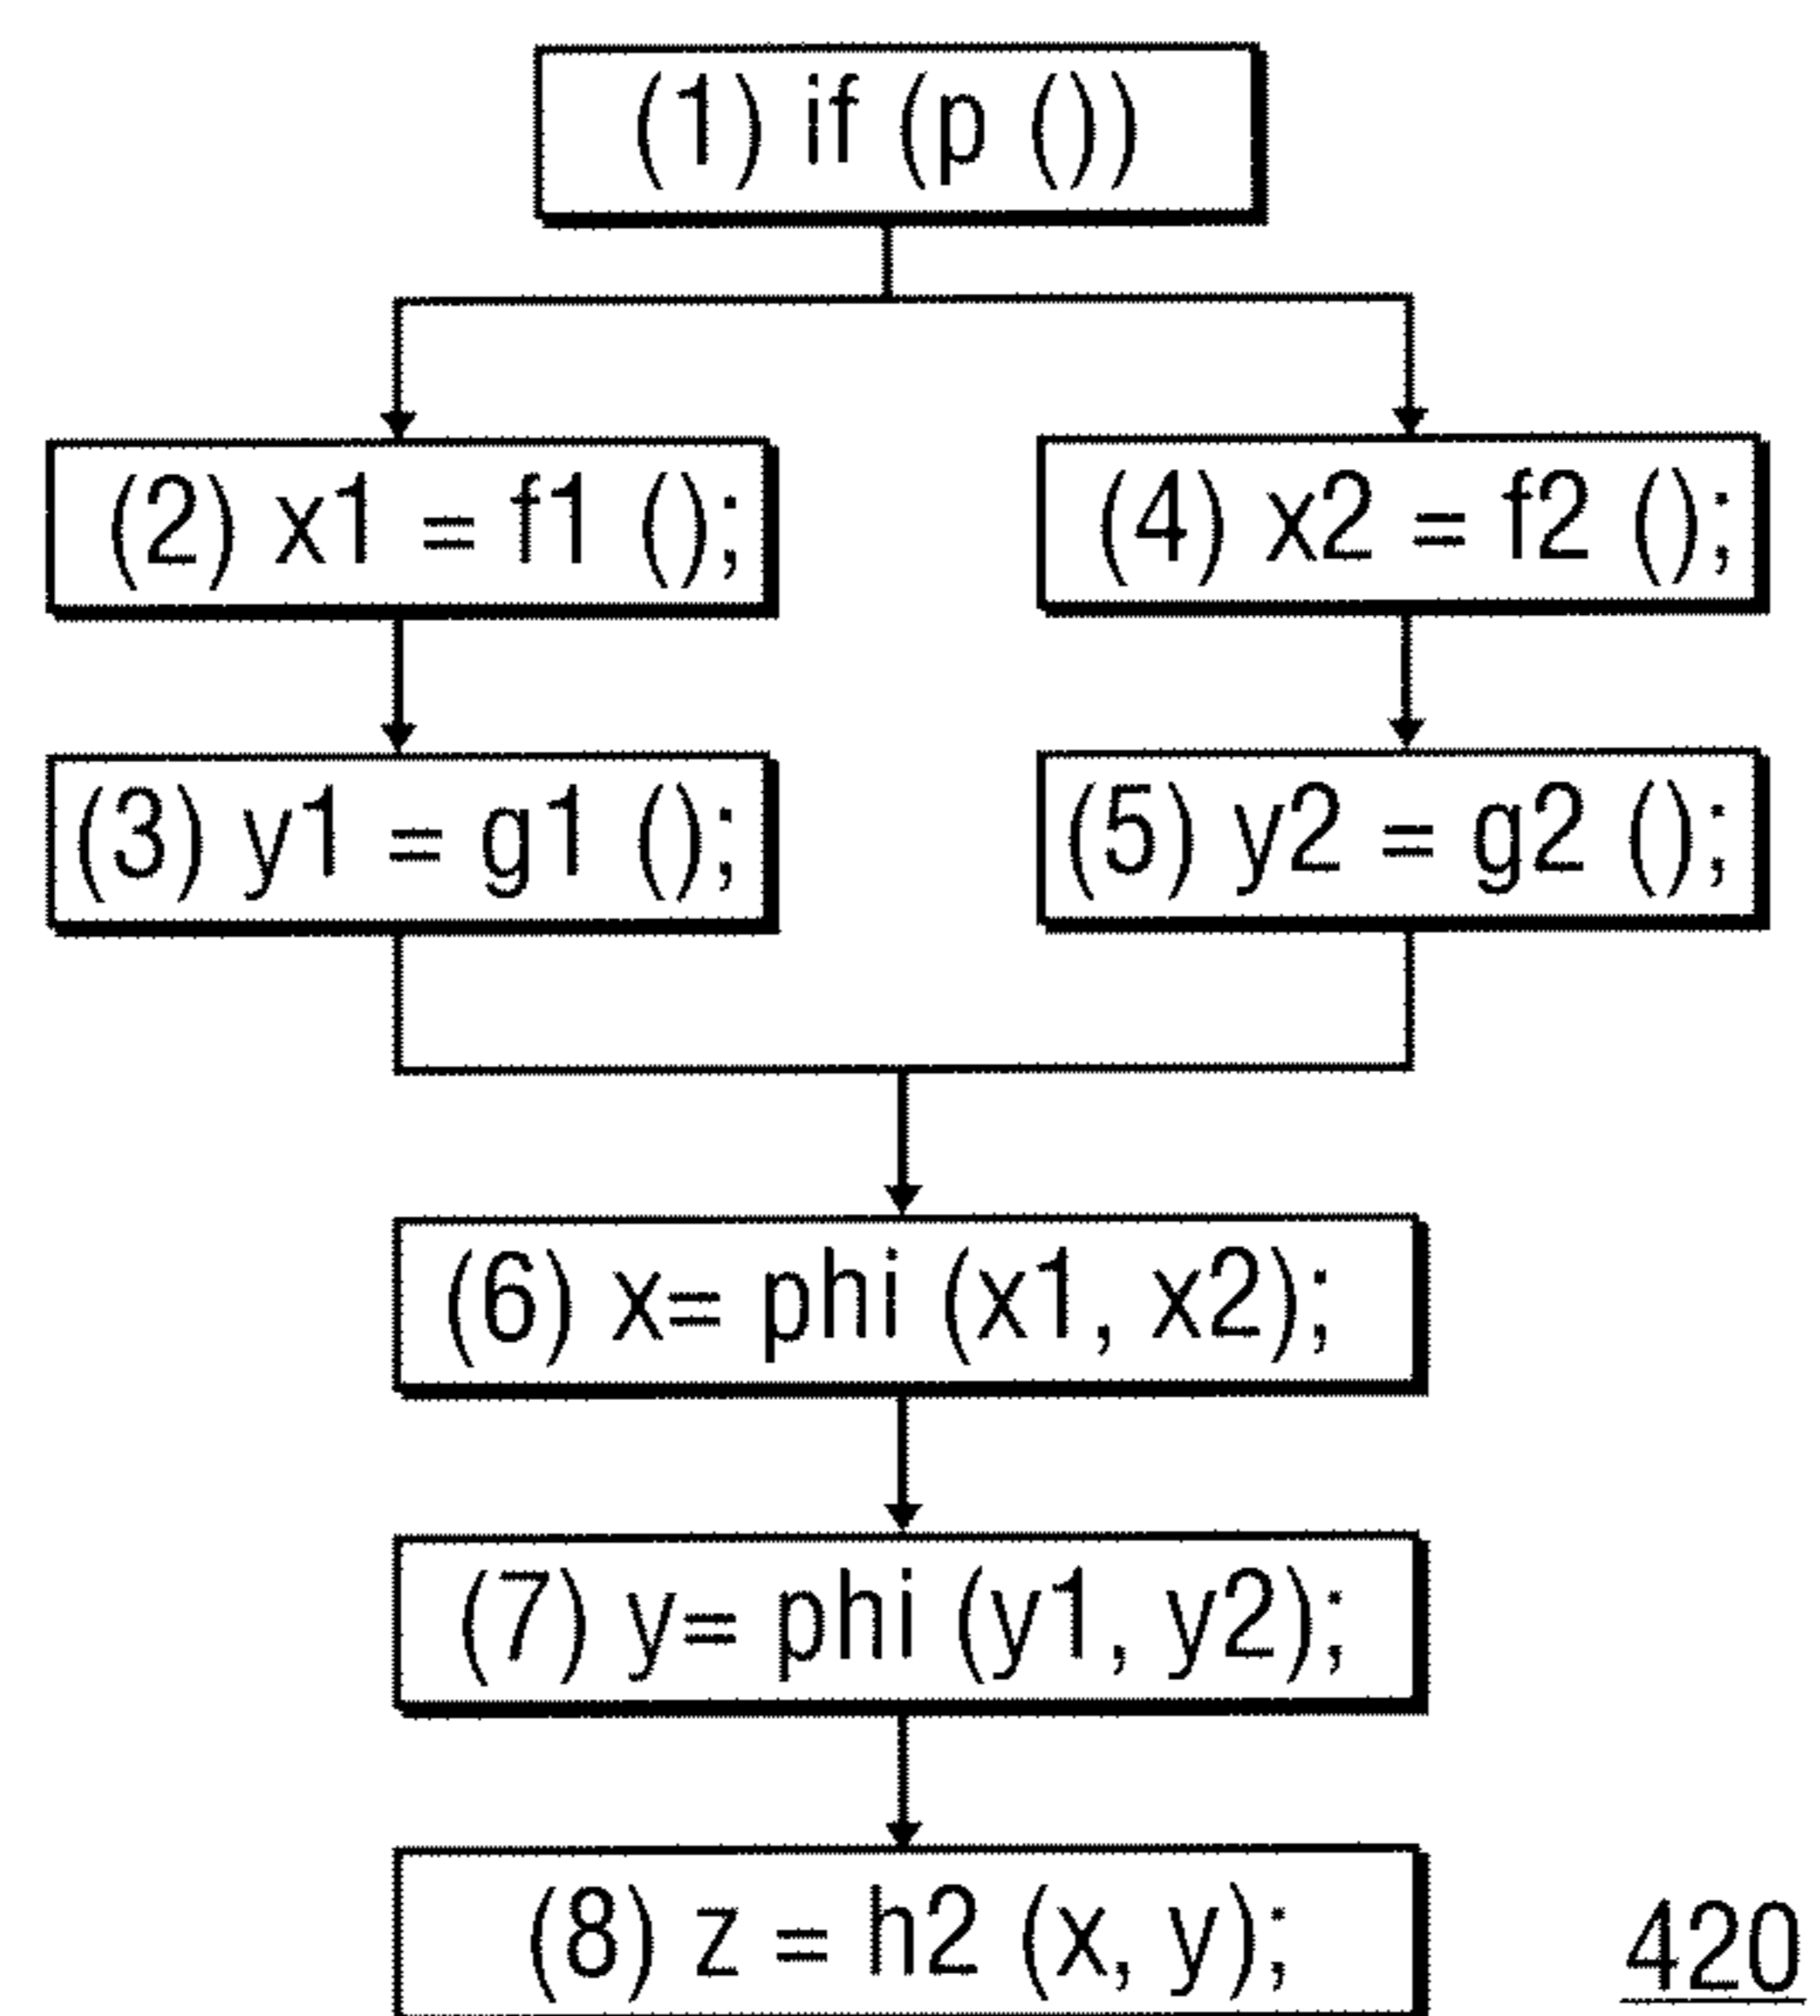 (1) if (p ())
(2) x1 = f1 ();
(4) x2 = f2 ();
(3) y1 = g1 ();
(5) y2 = g2 ();
(6) x= phi (x1, x2);
(7) y= phi (y1, y2);
(8) z = h2 (x, y);
420